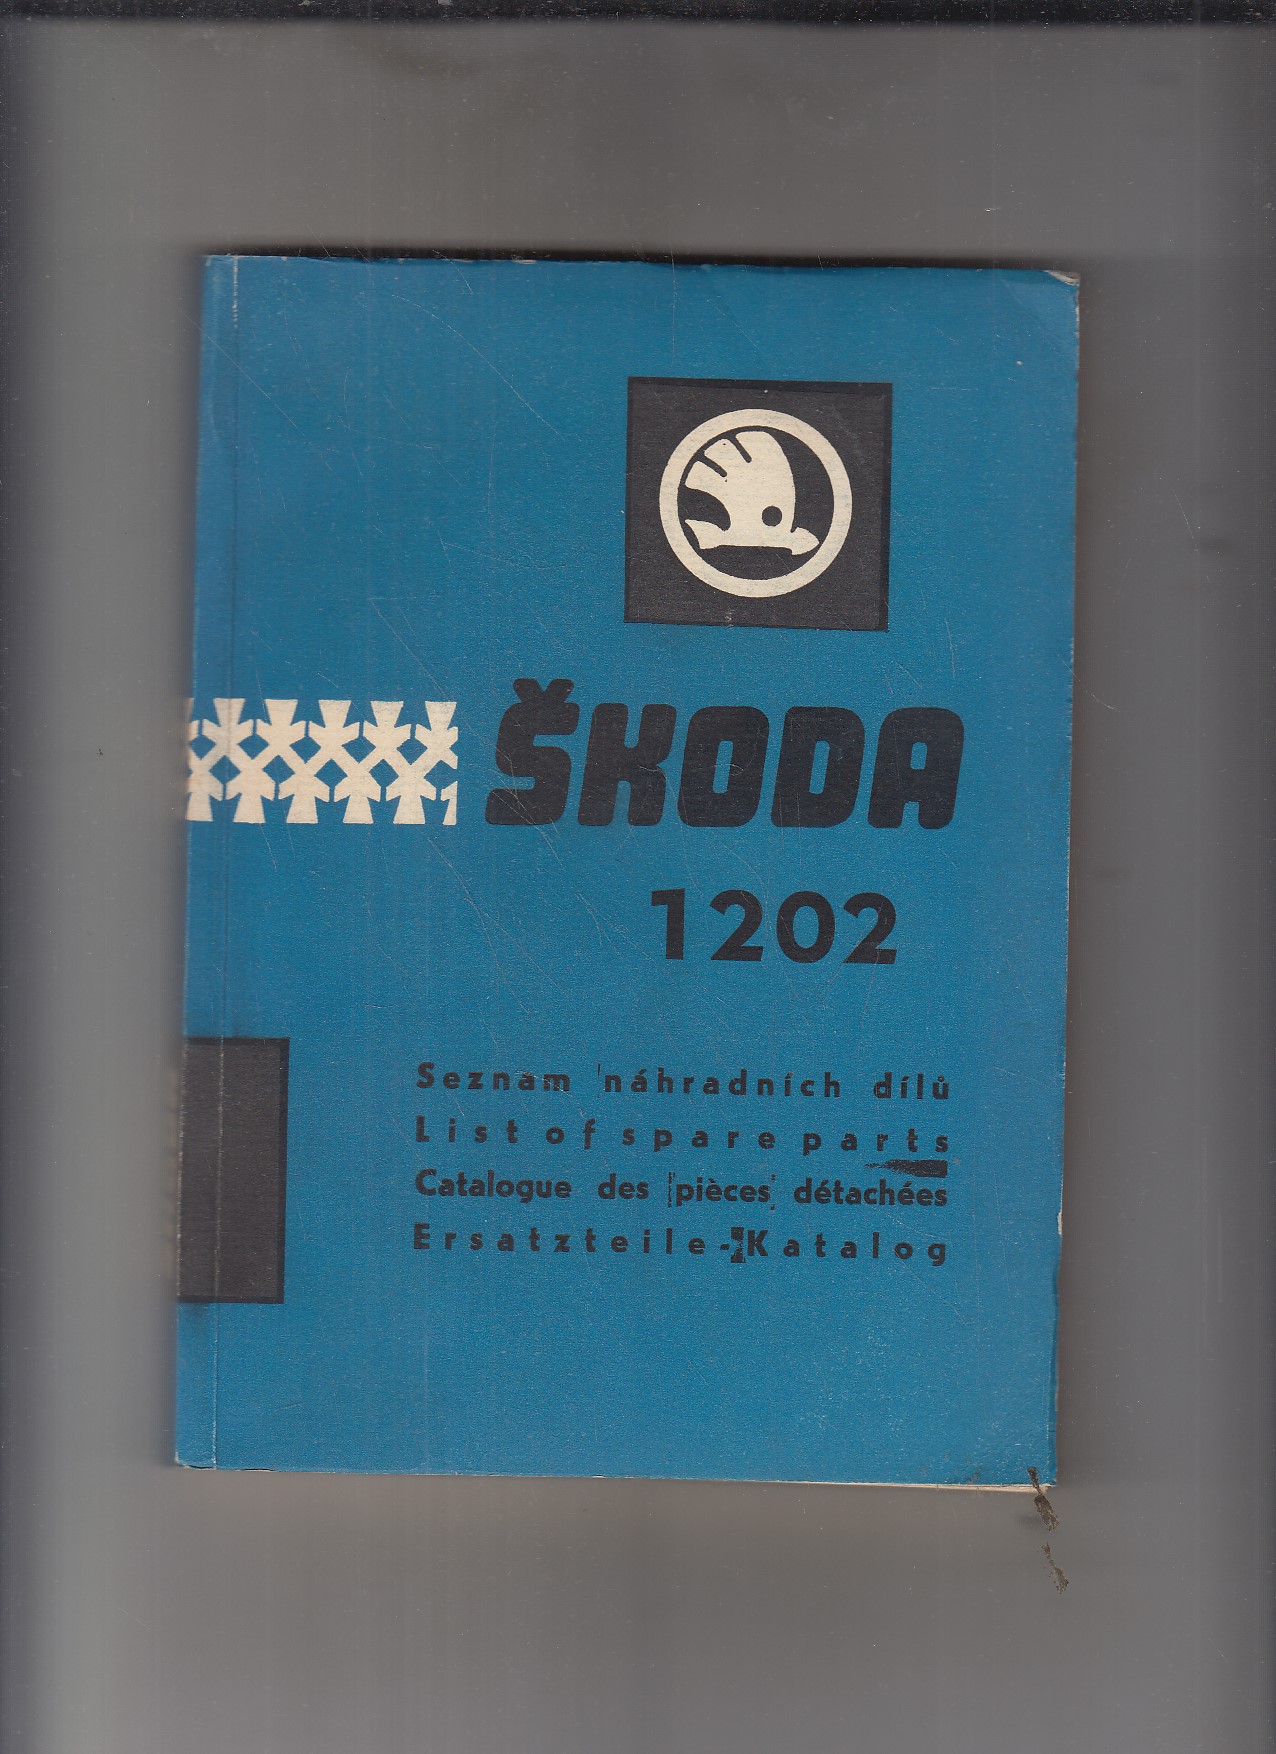 ŠKODA
1202
Seznam náhradních dílů
List of spare parts
Catalogue des pièces détachées
Ersatzteile-Katalog